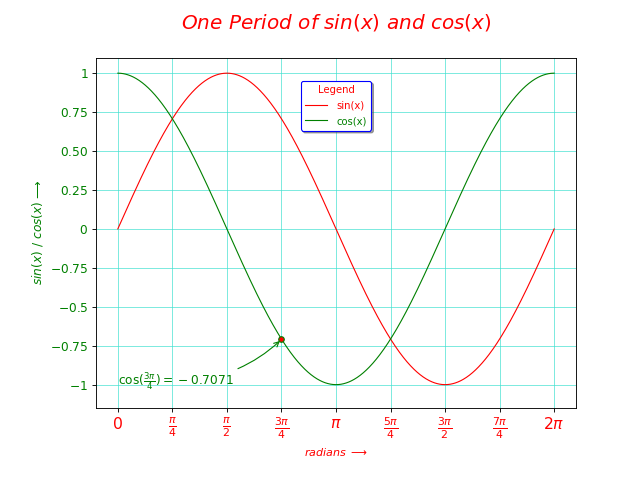 One Period of sin(x) and cos(x)
Legend
sin(x)
cos(x)
sin(x) / cos(x) ⟶
1
0.75
0.50
0.25
0
−0.75
−0.5
−0.75
−1
cos(3π/4) = −0.7071
0 π/4 π/2 3π/4 π 5π/4 3π/2 7π/4 2π
radians ⟶